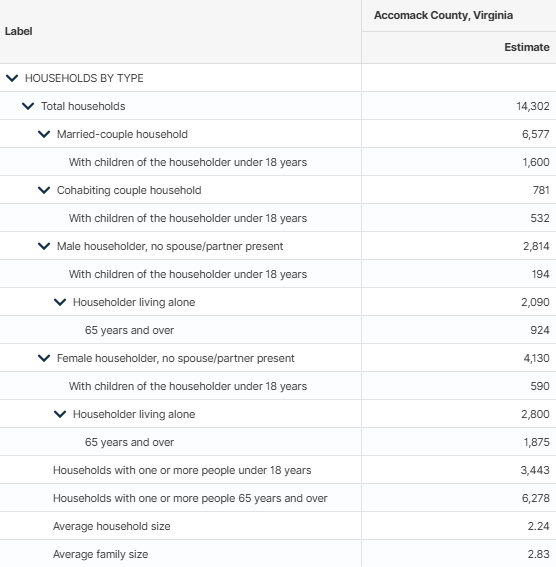 Label
Accomack County, Virginia
Estimate
HOUSEHOLDS BY TYPE
Total households 14,302
Married-couple household 6,577
With children of the householder under 18 years 1,600
Cohabiting couple household 781
With children of the householder under 18 years 532
Male householder, no spouse/partner present 2,814
With children of the householder under 18 years 194
Householder living alone 2,090
65 years and over 924
Female householder, no spouse/partner present 4,130
With children of the householder under 18 years 590
Householder living alone 2,800
65 years and over 1,875
Households with one or more people under 18 years 3,443
Households with one or more people 65 years and over 6,278
Average household size 2.24
Average family size 2.83